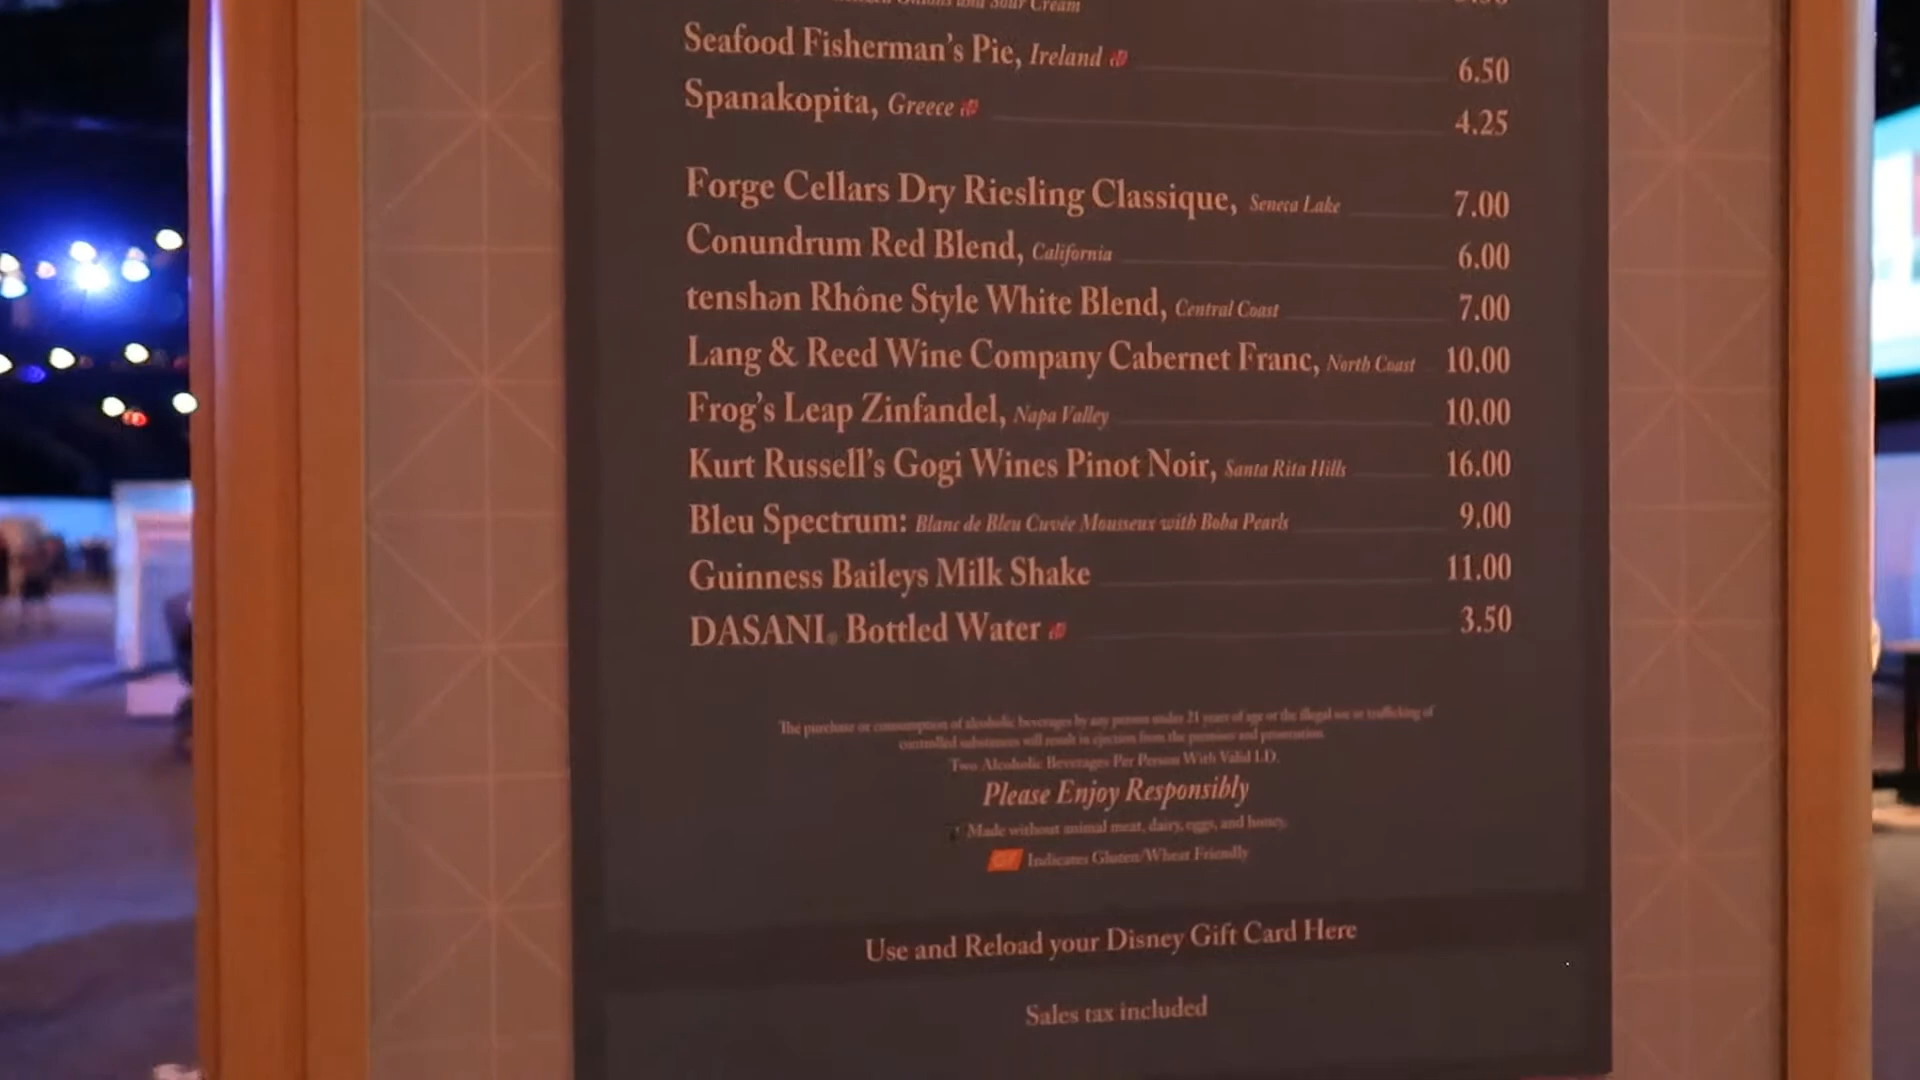 and Sour Cream
Seafood Fisherman's Pie, Ireland 6.50
Spanakopita, Greece 4.25
Forge Cellars Dry Riesling Classique, Seneca Lake 7.00
Conundrum Red Blend, California 6.00
tenshən Rhône Style White Blend, Central Coast 7.00
Lang & Reed Wine Company Cabernet Franc, North Coast 10.00
Frog's Leap Zinfandel, Napa Valley 10.00
Kurt Russell's Gogi Wines Pinot Noir, Santa Rita Hills 16.00
Bleu Spectrum: Blanc de Bleu Cuvée Mousseux with Boba Pearls 9.00
Guinness Baileys Milk Shake 11.00
DASANI® Bottled Water 3.50
The purchase or consumption of alcoholic beverages by any person under 21 years of age or the illegal use or trafficking of
controlled substances will result in ejection from the premises and prosecution.
Two Alcoholic Beverages Per Person With Valid I.D.
Please Enjoy Responsibly
Made without animal meat, dairy, eggs, and honey.
GF Indicates Gluten/Wheat Friendly
Use and Reload your Disney Gift Card Here
Sales tax included